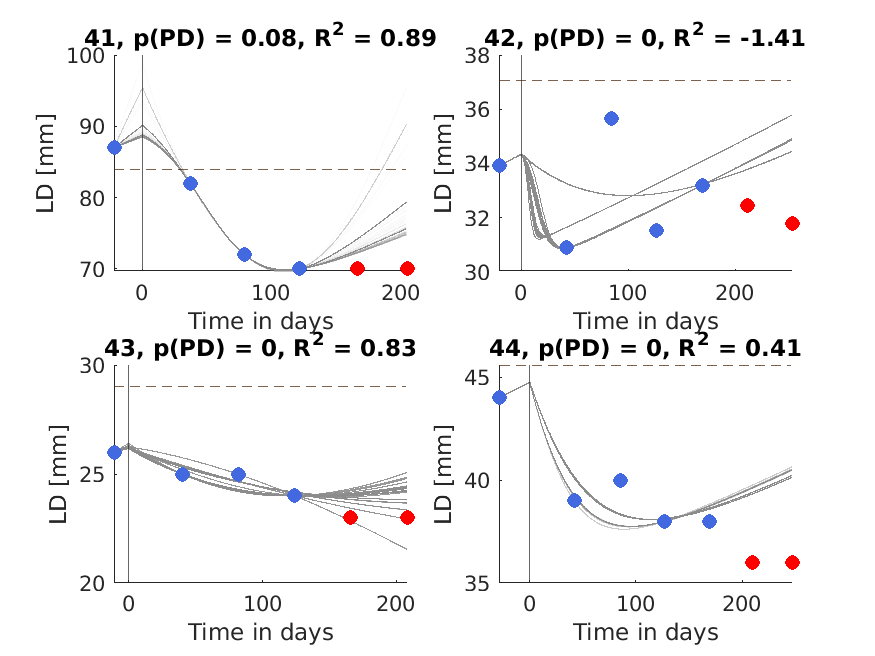 41, p(PD) = 0.08, R² = 0.89
100
90
80
70
LD [mm]
0
100
200
Time in days
42, p(PD) = 0, R² = -1.41
38
36
34
32
30
LD [mm]
0
100
200
Time in days
43, p(PD) = 0, R² = 0.83
30
25
20
LD [mm]
0
100
200
Time in days
44, p(PD) = 0, R² = 0.41
45
40
35
LD [mm]
0
100
200
Time in days